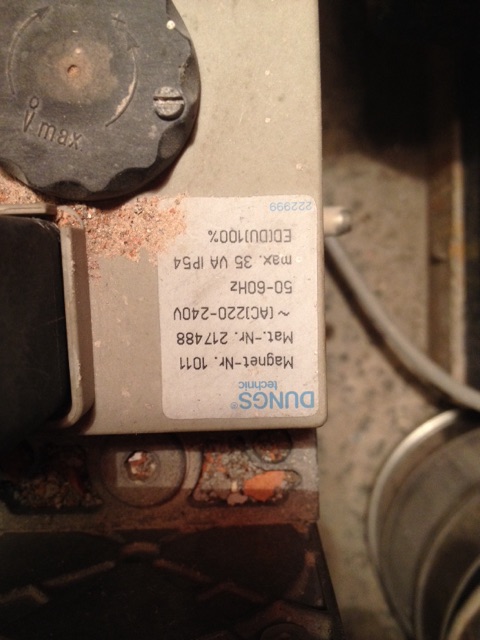 DUNGS®
technic
Magnet-Nr. 1011
Mat.-Nr. 217488
~ [AC]220-240V
50-60Hz
max. 35 VA IP54
ED[DU]100%
222999
V̊ max